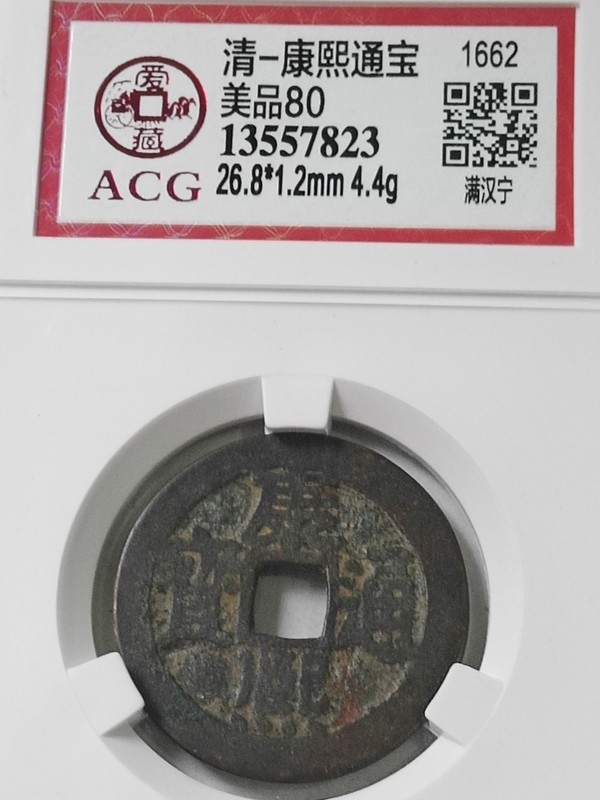 清-康熙通宝
1662
美品80
13557823
26.8*1.2mm 4.4g
满汉宁
爱
藏
ACG
康
熙
通
寶